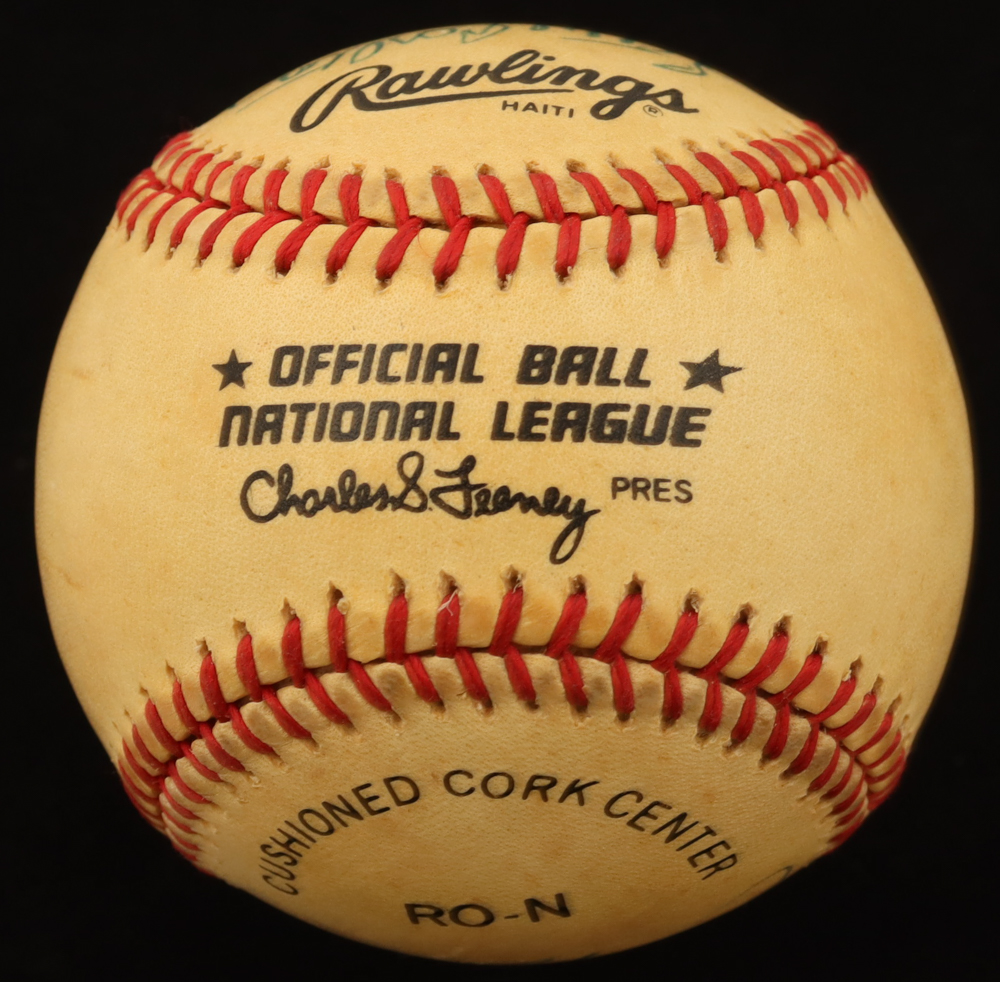 Rawlings ®
HAITI
★ OFFICIAL BALL ★
NATIONAL LEAGUE
Charles S. Feeney PRES
CUSHIONED CORK CENTER
RO-N